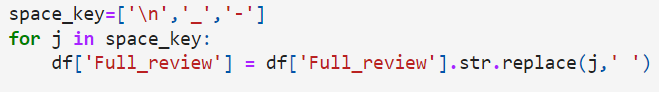 space_key=['\n','_','-']
for j in space_key:
    df['Full_review'] = df['Full_review'].str.replace(j,' ')